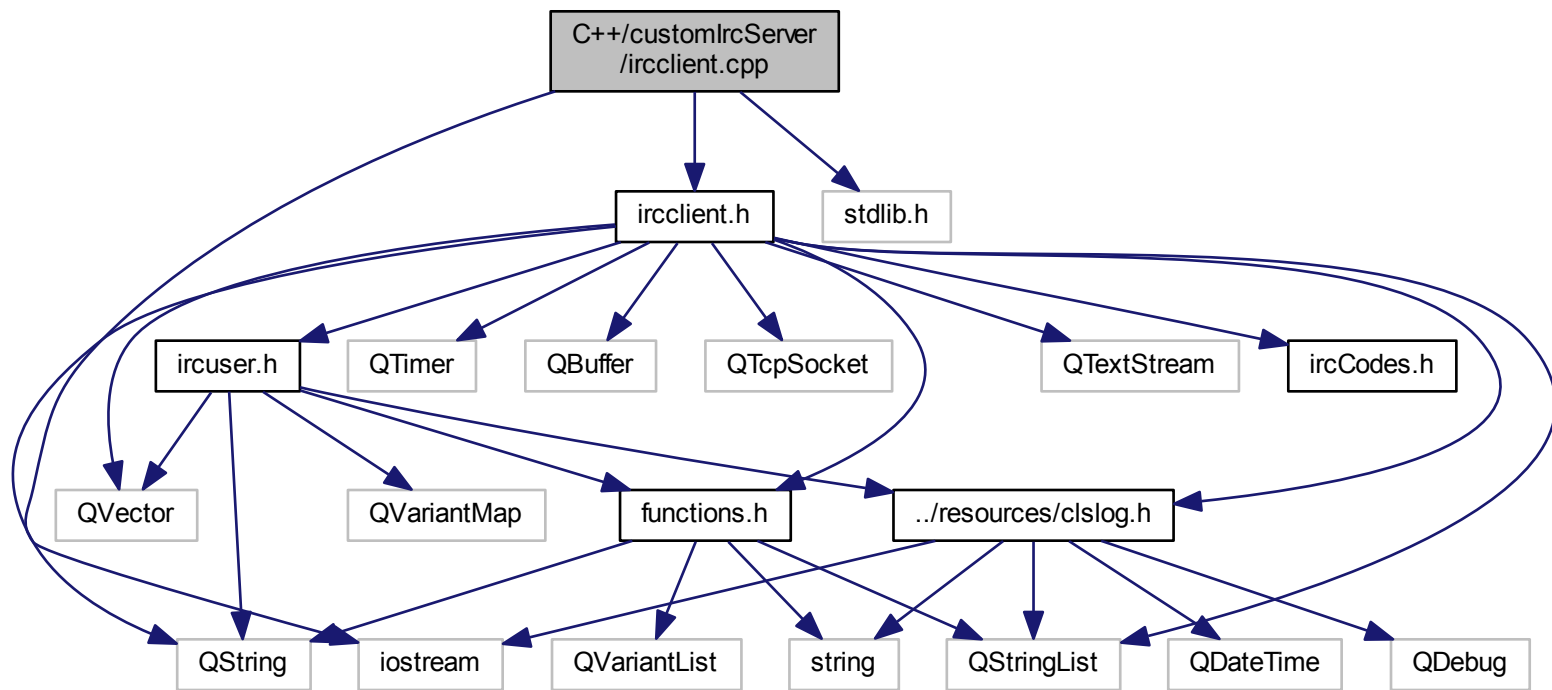 C++/customIrcServer
/ircclient.cpp
ircclient.h
stdlib.h
ircuser.h
QTimer
QBuffer
QTcpSocket
QTextStream
ircCodes.h
QVector
QVariantMap
functions.h
../resources/clslog.h
QString
iostream
QVariantList
string
QStringList
QDateTime
QDebug